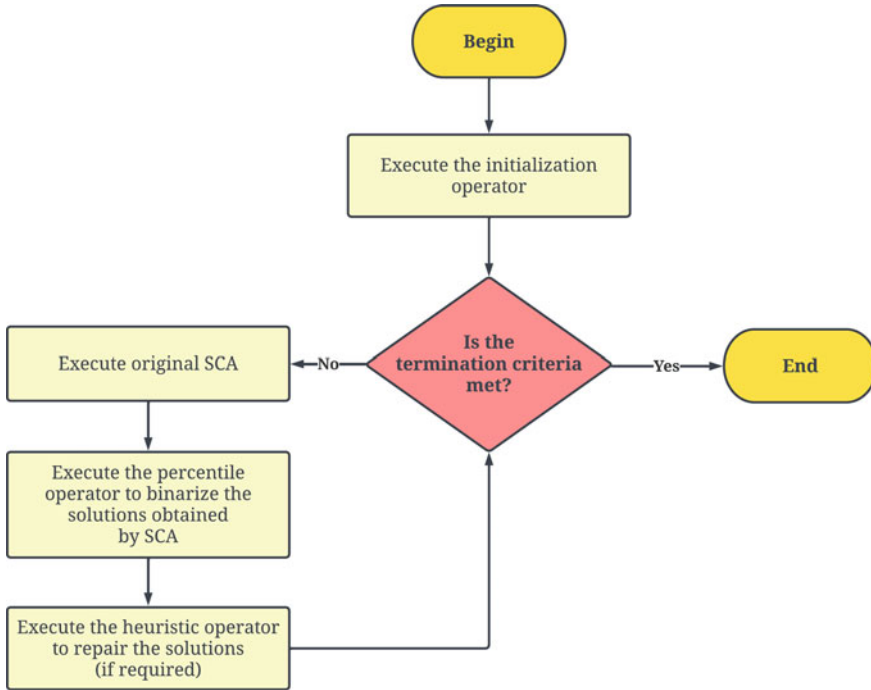 Begin
Execute the initialization
operator
Is the
termination criteria
met?
No
Yes
End
Execute original SCA
Execute the percentile
operator to binarize the
solutions obtained
by SCA
Execute the heuristic operator
to repair the solutions
(if required)